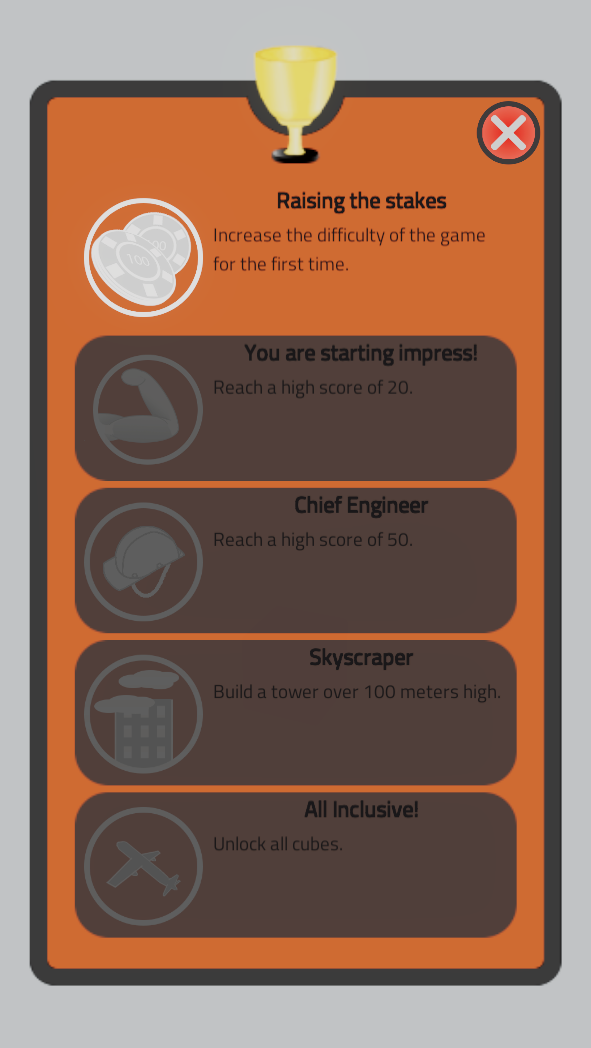 Raising the stakes
Increase the difficulty of the game
for the first time.
100
You are starting impress!
Reach a high score of 20.
Chief Engineer
Reach a high score of 50.
Skyscraper
Build a tower over 100 meters high.
All Inclusive!
Unlock all cubes.